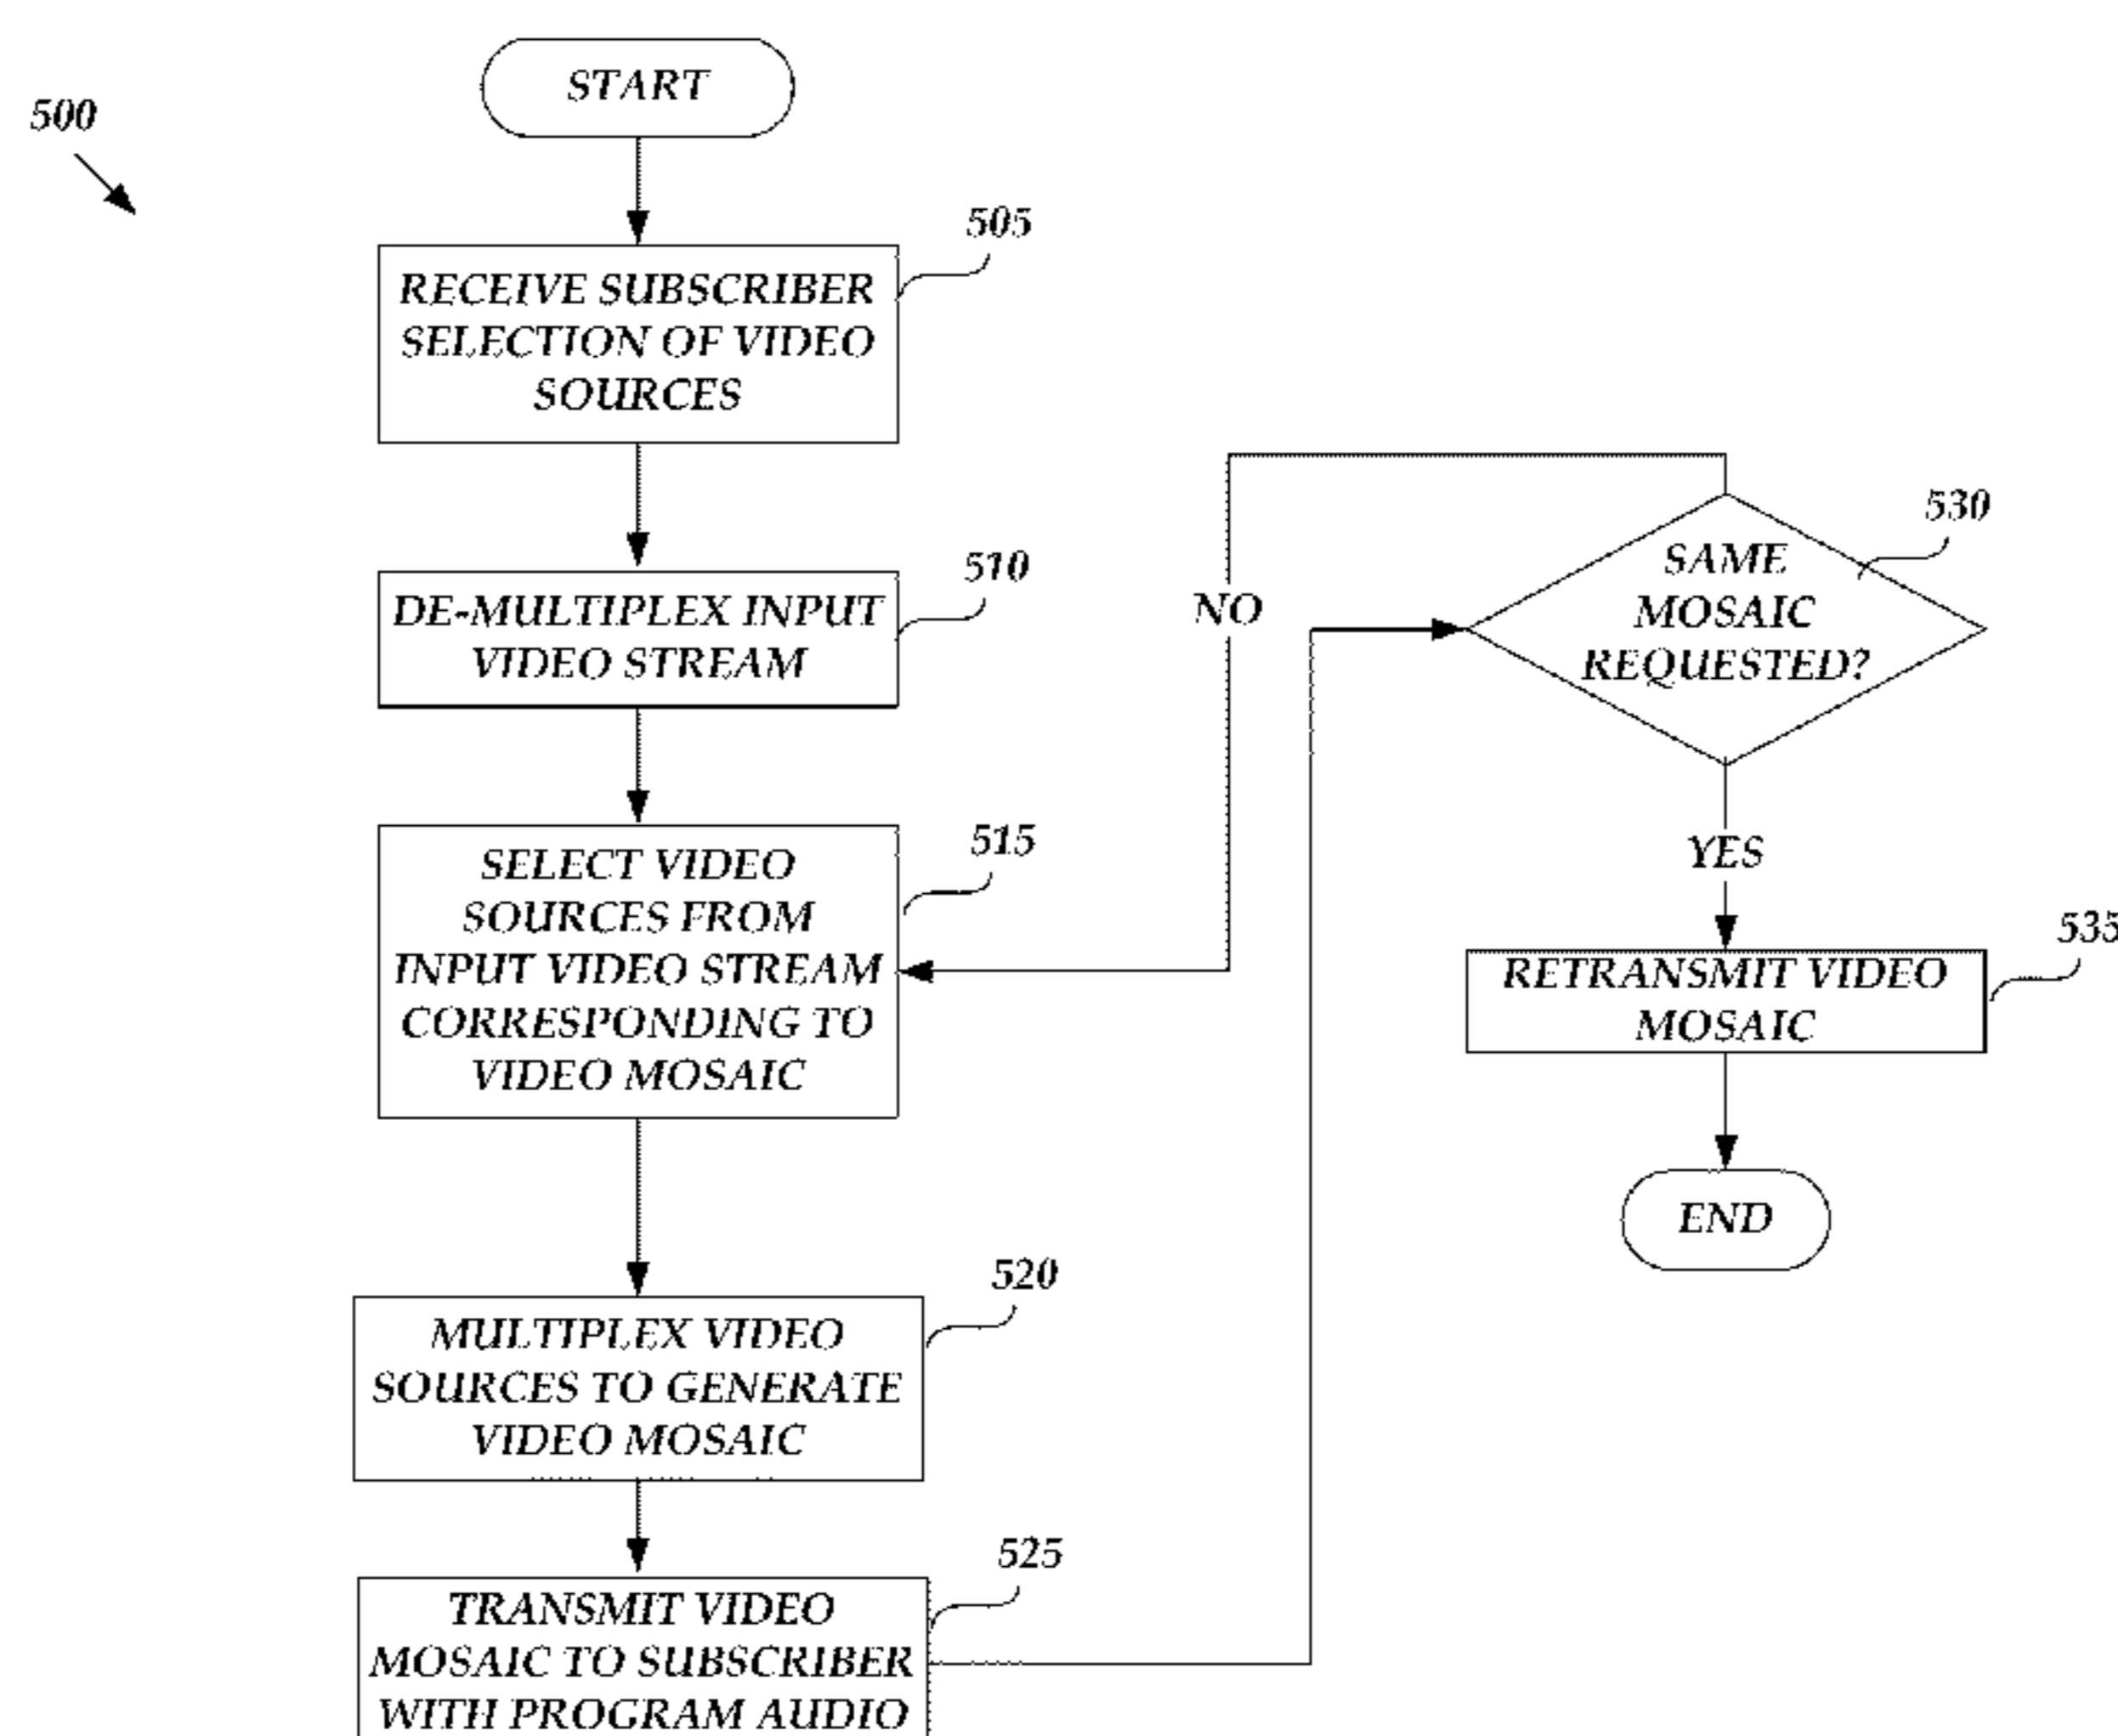 500
START
505
RECEIVE SUBSCRIBER
SELECTION OF VIDEO
SOURCES
510
DE-MULTIPLEX INPUT
VIDEO STREAM
515
SELECT VIDEO
SOURCES FROM
INPUT VIDEO STREAM
CORRESPONDING TO
VIDEO MOSAIC
520
MULTIPLEX VIDEO
SOURCES TO GENERATE
VIDEO MOSAIC
525
TRANSMIT VIDEO
MOSAIC TO SUBSCRIBER
WITH PROGRAM AUDIO
NO
530
SAME
MOSAIC
REQUESTED?
YES
535
RETRANSMIT VIDEO
MOSAIC
END